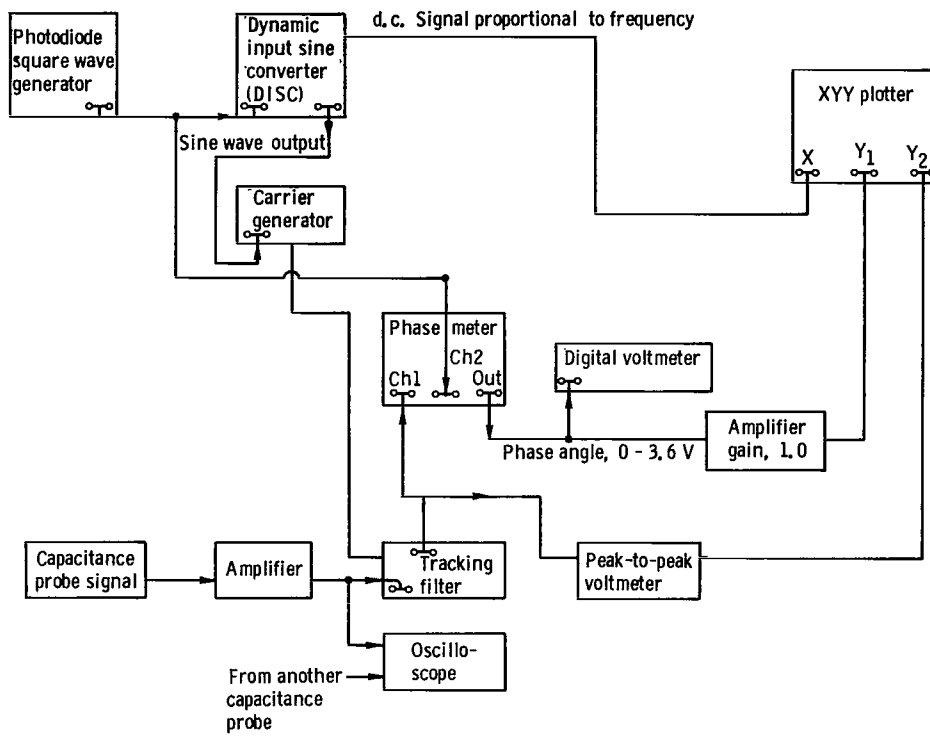 d.c. Signal proportional to frequency
Photodiode
square wave
generator
Dynamic
input sine
converter
(DISC)
XYY plotter
X
Y1
Y2
Sine wave output
Carrier
generator
Phase meter
Ch1
Ch2
Out
Digital voltmeter
Phase angle, 0 - 3.6 V
Amplifier
gain, 1.0
Capacitance
probe signal
Amplifier
Tracking
filter
Peak-to-peak
voltmeter
Oscillo-
scope
From another
capacitance
probe